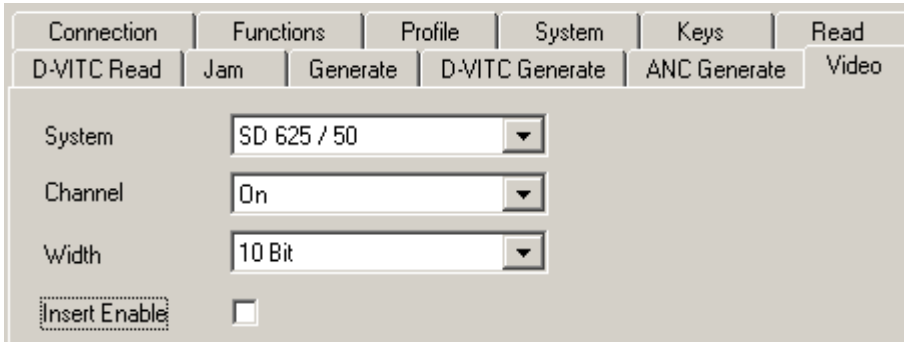 Connection Functions Profile System Keys Read
D-VITC Read Jam Generate D-VITC Generate ANC Generate Video
System SD 625 / 50
Channel On
Width 10 Bit
Insert Enable